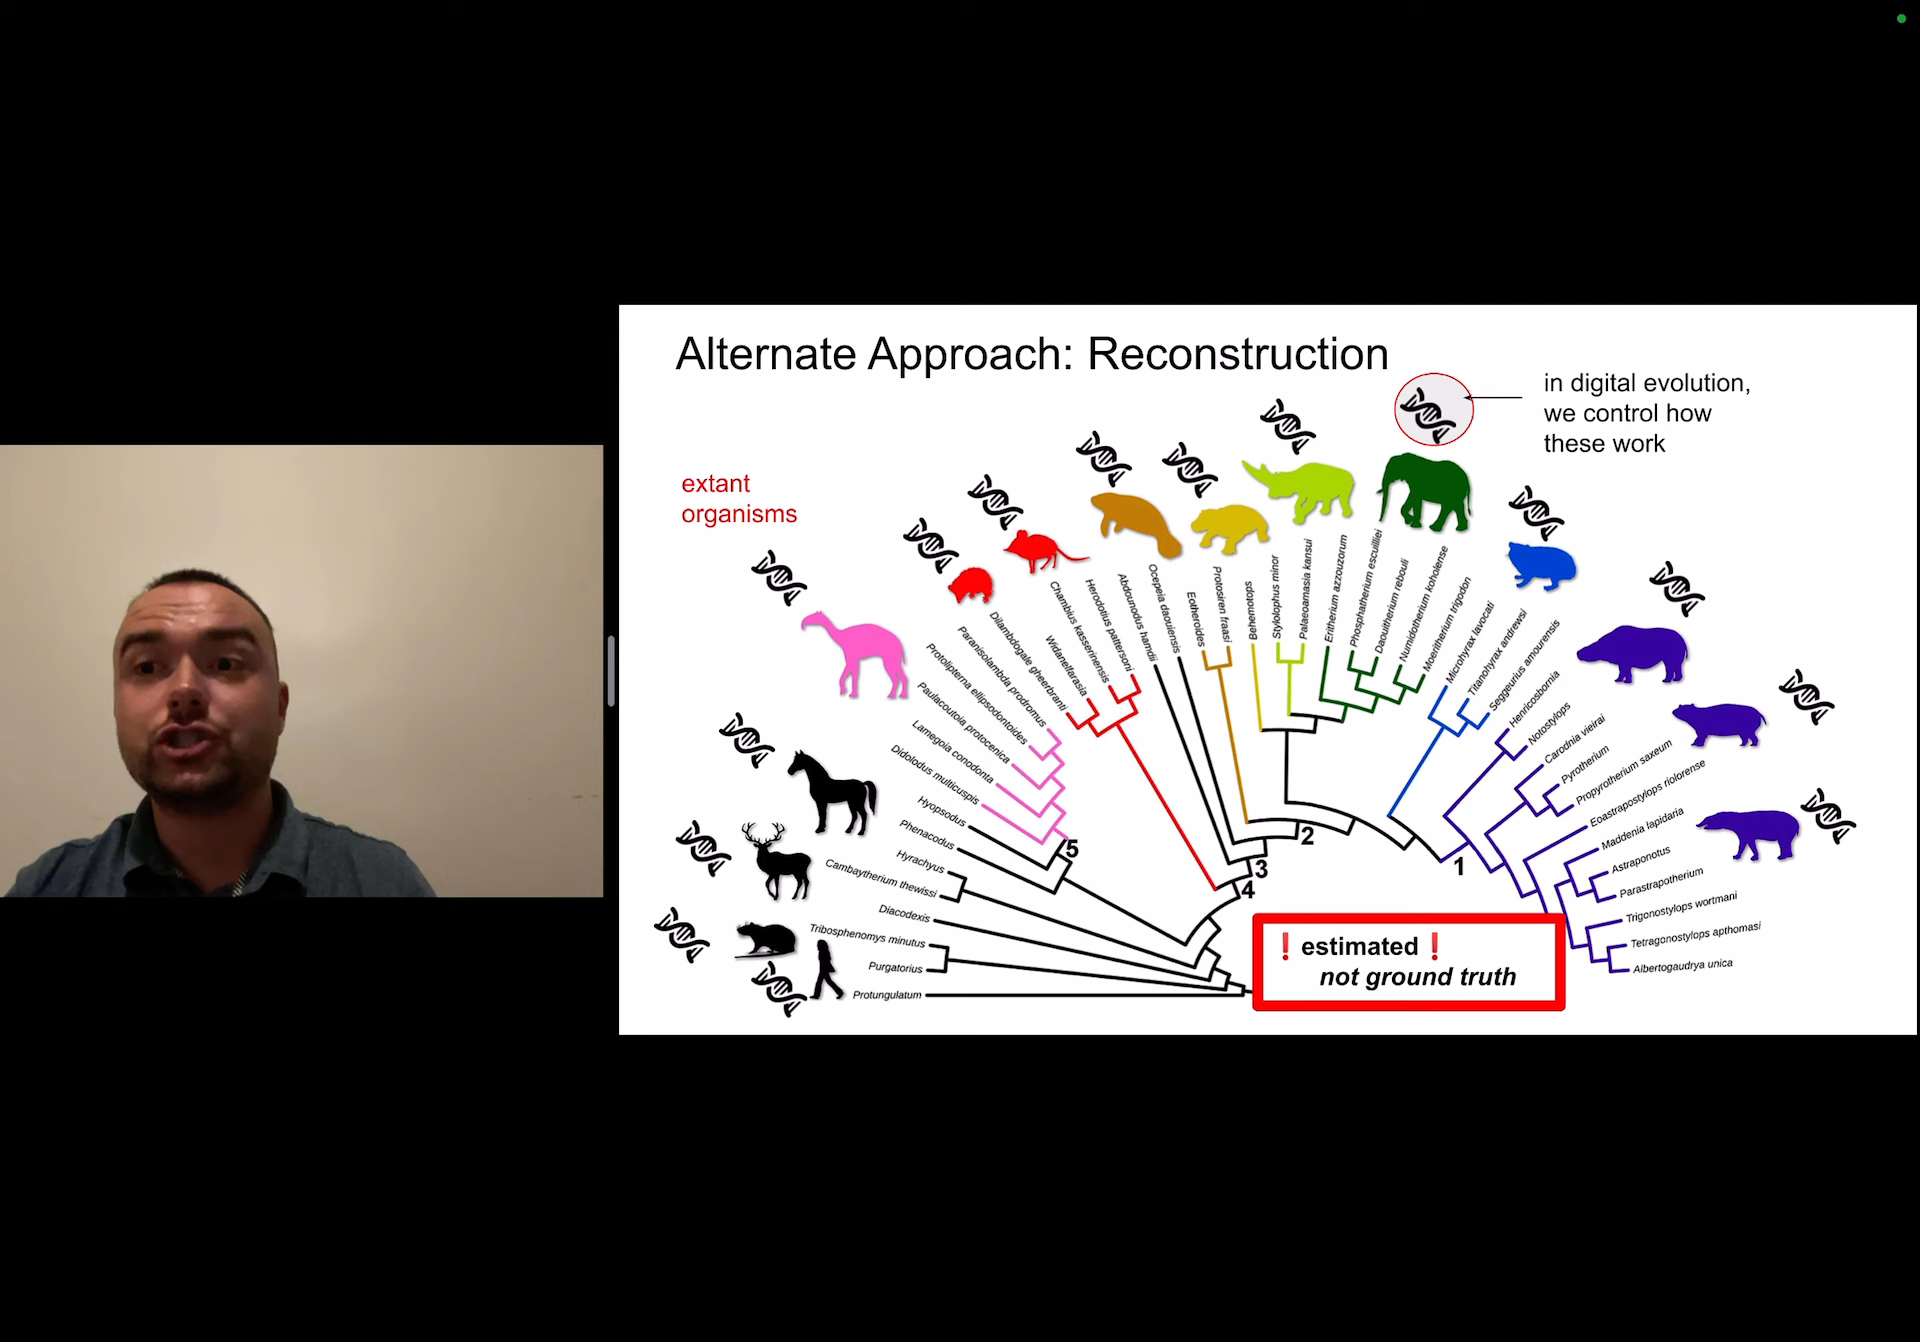 Alternate Approach: Reconstruction
in digital evolution,
we control how
these work
extant
organisms
Protungulatum
Purgatorius
Tribosphenomys minutus
Diacodexis
Cambaytherium thewissi
Hyrachyus
Phenacodus
Hyopsodus
Didolodus multicuspis
Lamegoia conodonta
Paulacoutoia protocenica
Protolipterna ellipsodontoides
Paranisolambda prodromus
Dilambdogale gheerbranti
Widanelfarasia
Chambius kasserinensis
Herodotius pattersoni
Abdounodus hamdii
Ocepeia daouiensis
Eotheroides
Protosiren fraasi
Behemotops
Stylolophus minor
Palaeoamasia kansui
Eritherium azzouzorum
Phosphatherium escuilliei
Daouitherium rebouli
Numidotherium koholense
Moeritherium trigodon
Microhyrax lavocati
Titanohyrax andrewsi
Seggeurius amourensis
Henricosbornia
Notostylops
Carodnia vieirai
Pyrotherium
Propyrotherium saxeum
Eoastrapostylops riolorense
Maddenia lapidaria
Astraponotus
Parastrapotherium
Trigonostylops wortmani
Tetragonostylops apthomasi
Albertogaudrya unica
5
4
3
2
1
❗ estimated ❗
not ground truth